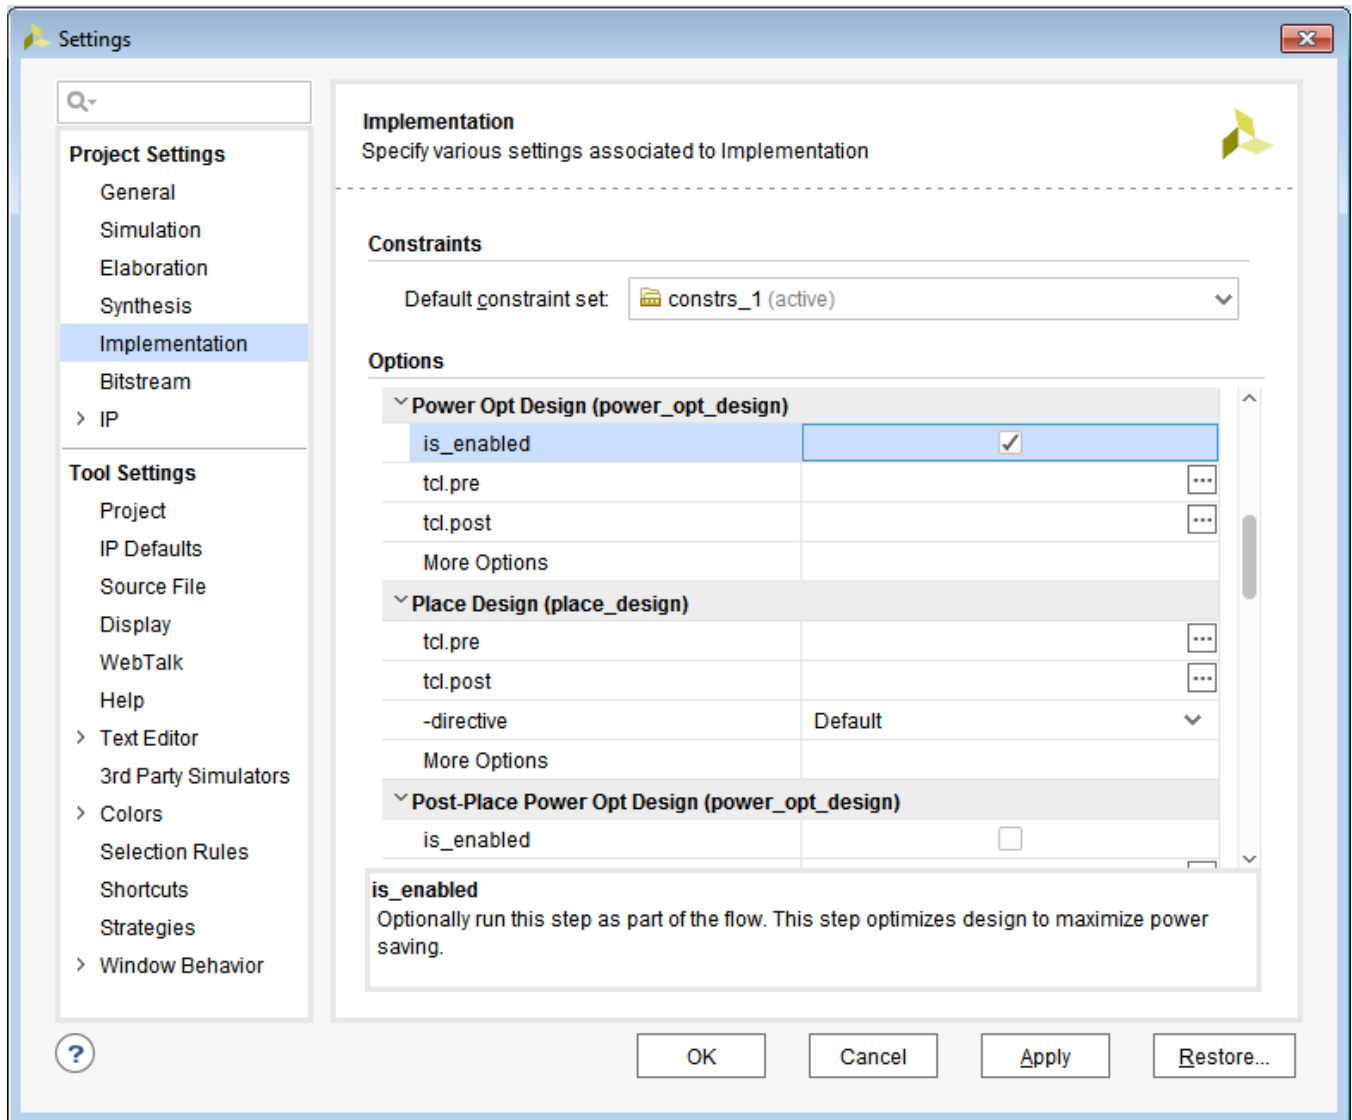 Settings
Project Settings
General
Simulation
Elaboration
Synthesis
Implementation
Bitstream
IP
Tool Settings
Project
IP Defaults
Source File
Display
WebTalk
Help
Text Editor
3rd Party Simulators
Colors
Selection Rules
Shortcuts
Strategies
Window Behavior
Implementation
Specify various settings associated to Implementation
Constraints
Default constraint set: constrs_1 (active)
Options
Power Opt Design (power_opt_design)
is_enabled
tcl.pre
tcl.post
More Options
Place Design (place_design)
tcl.pre
tcl.post
-directive Default
More Options
Post-Place Power Opt Design (power_opt_design)
is_enabled
is_enabled
Optionally run this step as part of the flow. This step optimizes design to maximize power
saving.
? OK Cancel Apply Restore...